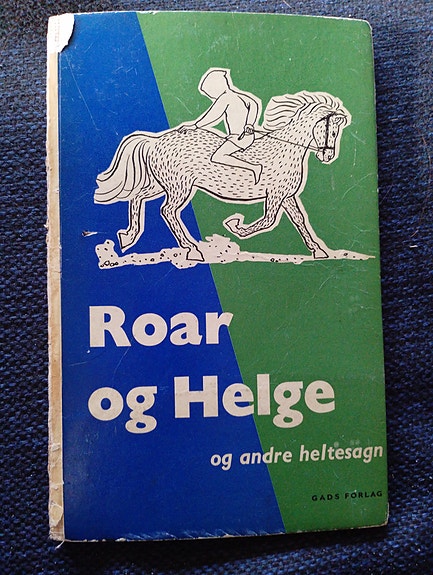 Roar
og Helge
og andre heltesagn
GADS FORLAG